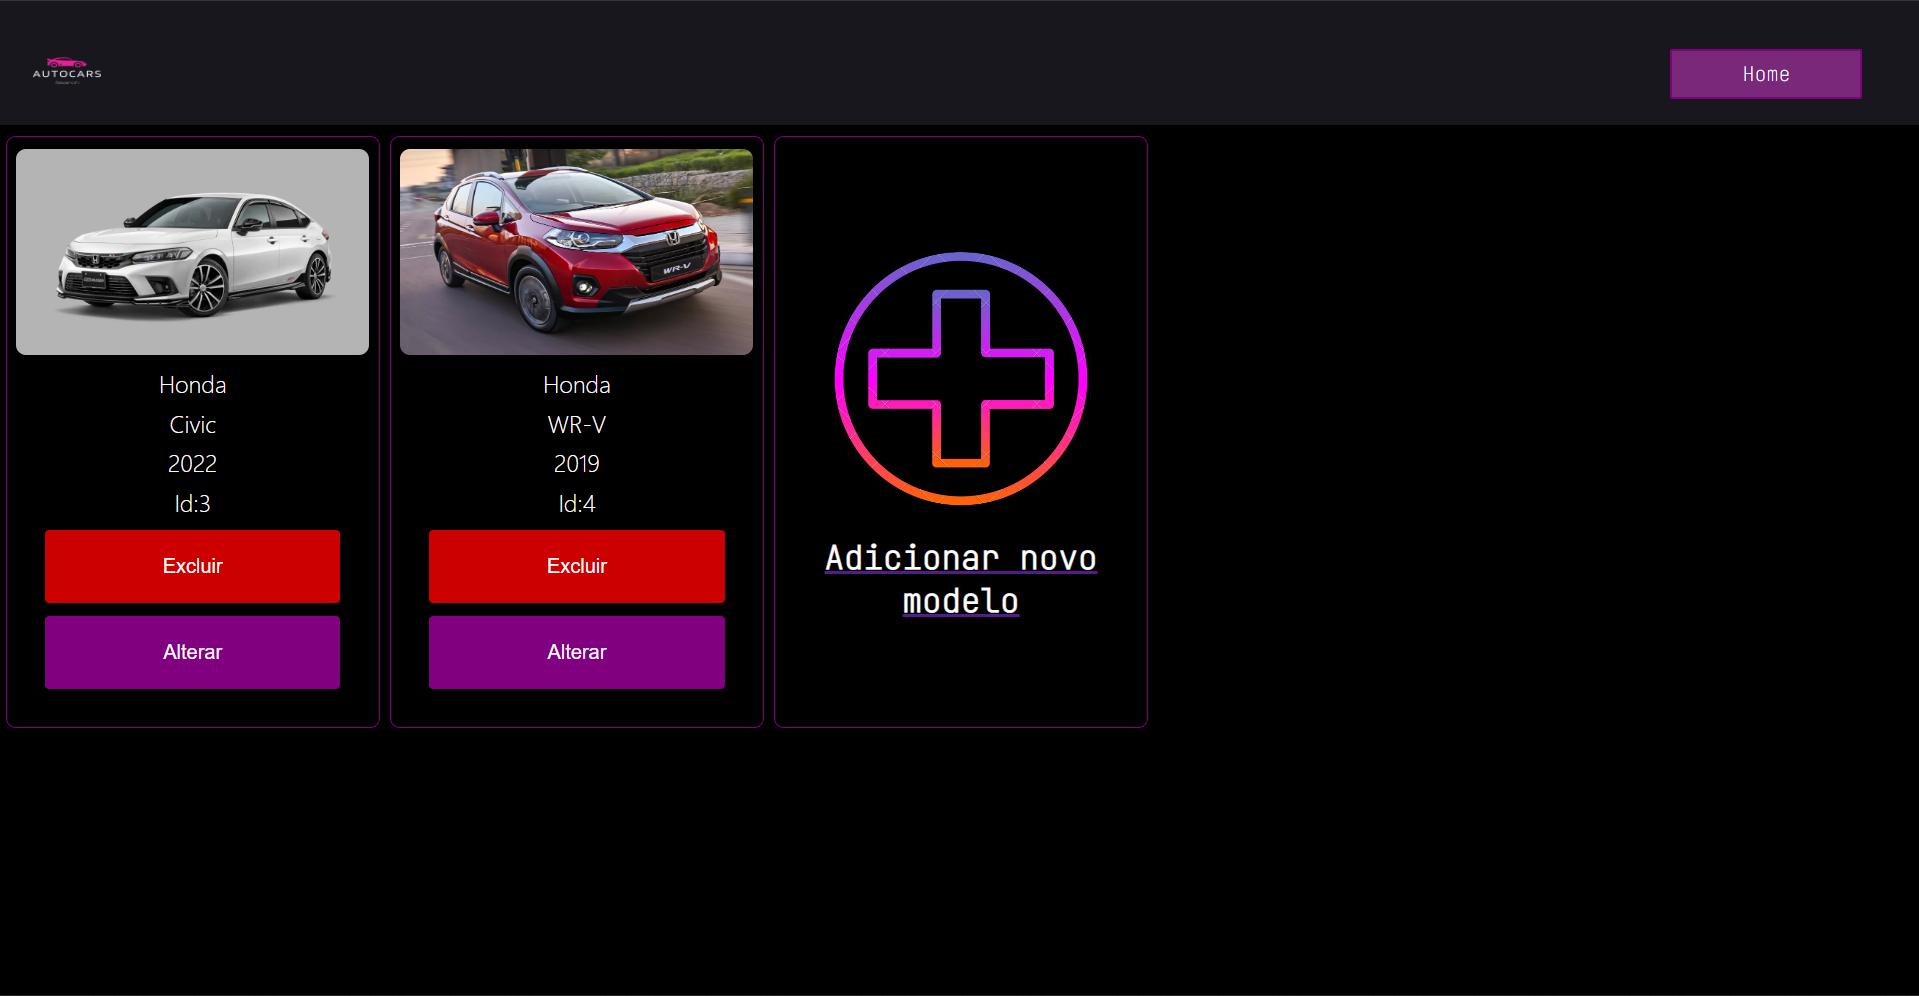 AUTOCARS
Home
Honda
Civic
2022
Id:3
Excluir
Alterar
WR-V
Honda
WR-V
2019
Id:4
Excluir
Alterar
Adicionar novo
modelo